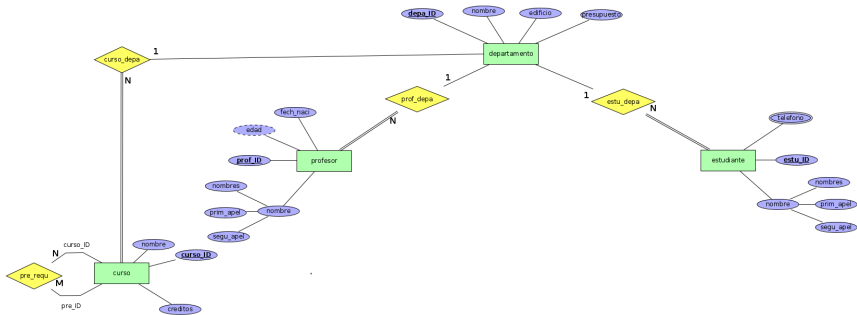 depa_ID
nombre
edificio
presupuesto
departamento
curso_depa
1
N
prof_depa
1
N
estu_depa
1
N
fech_naci
edad
prof_ID
profesor
nombres
prim_apel
segu_apel
nombre
telefono
estudiante
estu_ID
nombre
nombres
prim_apel
segu_apel
curso_ID
N
M
pre_requ
pre_ID
nombre
curso_ID
curso
creditos